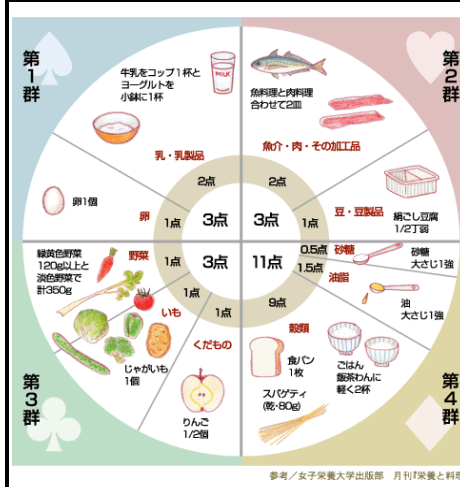 第1群
牛乳をコップ1杯と
ヨーグルトを
小鉢に1杯
MILK
乳・乳製品
2点
卵1個
卵
1点
3点
第2群
魚料理と肉料理
合わせて2皿
魚介・肉・その加工品
2点
3点
1点
豆・豆製品
絹ごし豆腐
1/2丁弱
第3群
緑黄色野菜
120g以上と
淡色野菜で
計350g
野菜
1点
3点
いも
1点
じゃがいも
1個
くだもの
1点
りんご
1/2個
第4群
11点
0.5点
砂糖
砂糖
大さじ1強
1.5点
油脂
油
大さじ1強
9点
穀類
食パン
1枚
ごはん
飯茶わんに
軽く2杯
スパゲティ
(乾・80g)
参考/女子栄養大学出版部 月刊『栄養と料理